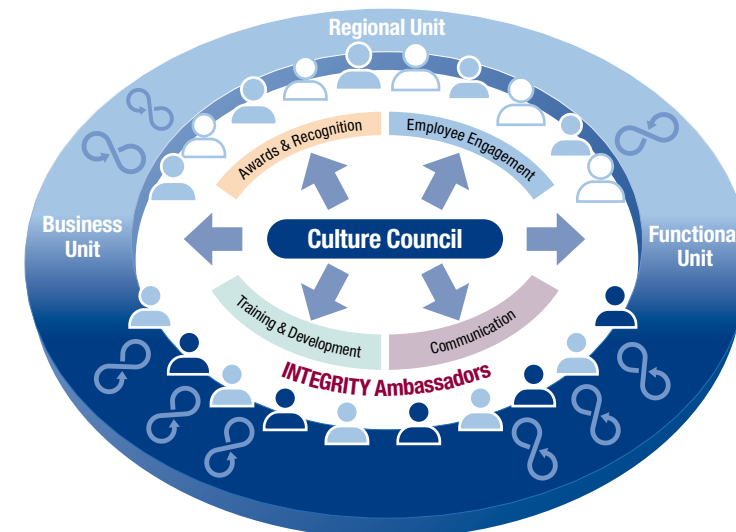 Regional Unit
Awards & Recognition
Employee Engagement
Business
Unit
Culture Council
Functiona
Unit
Training & Development
Communication
INTEGRITY Ambassadors